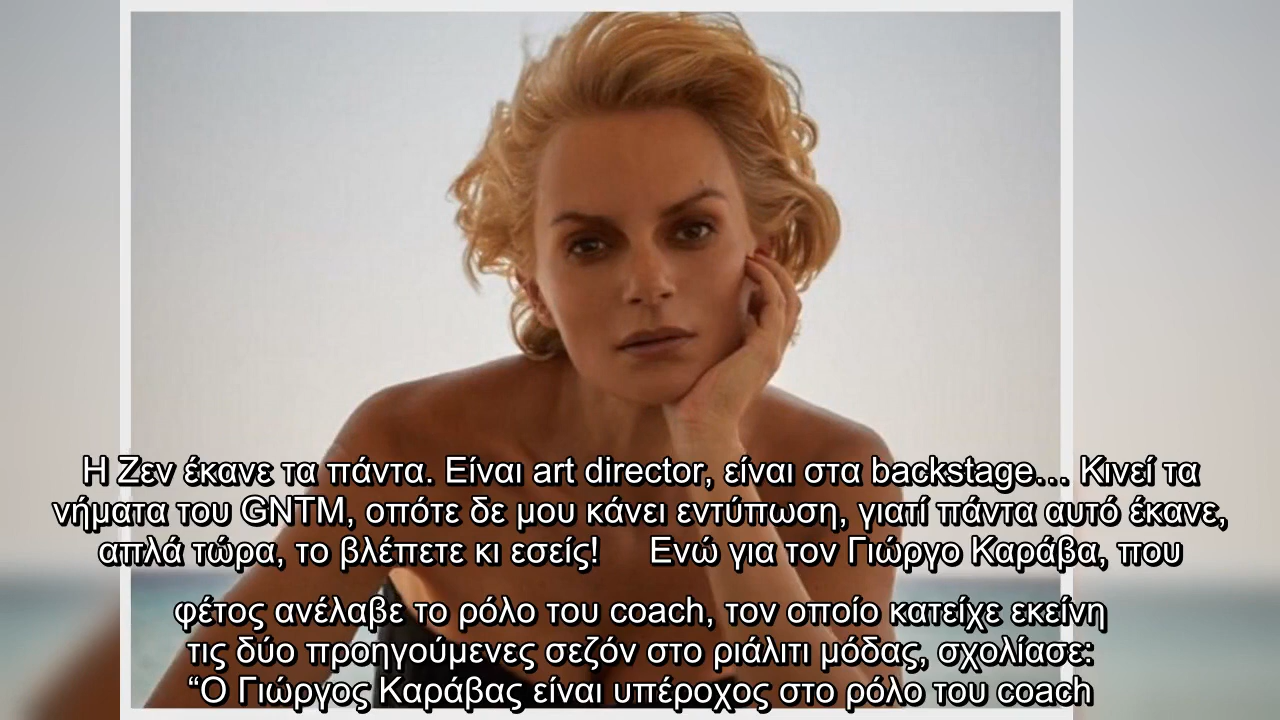 Η Ζεν έκανε τα πάντα. Είναι art director, είναι στα backstage… Κινεί τα
νήματα του GNTM, οπότε δε μου κάνει εντύπωση, γιατί πάντα αυτό έκανε,
απλά τώρα, το βλέπετε κι εσείς! Ενώ για τον Γιώργο Καράβα, που
φέτος ανέλαβε το ρόλο του coach, τον οποίο κατείχε εκείνη
τις δύο προηγούμενες σεζόν στο ριάλιτι μόδας, σχολίασε:
“Ο Γιώργος Καράβας είναι υπέροχος στο ρόλο του coach